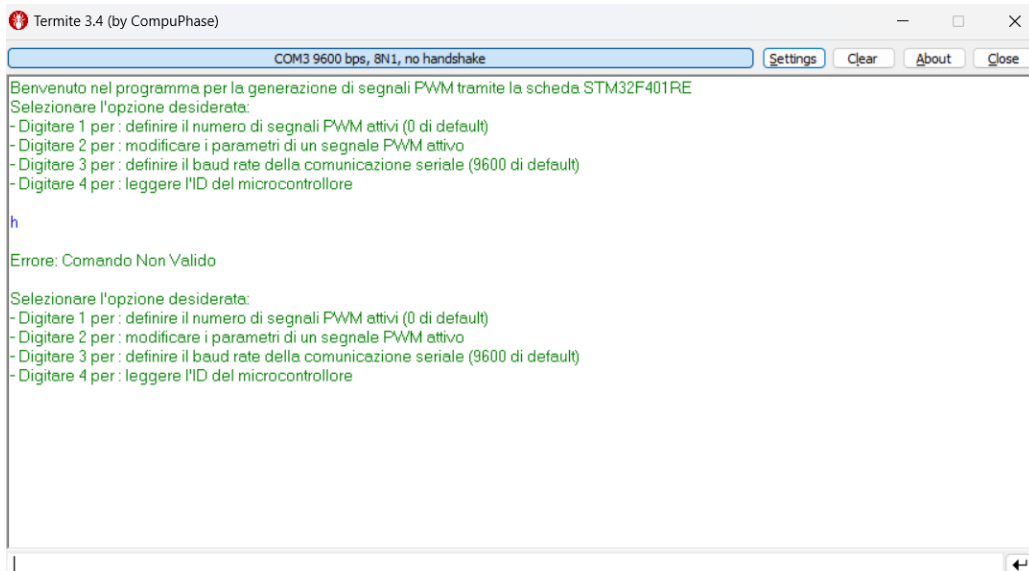 Termite 3.4 (by CompuPhase)
COM3 9600 bps, 8N1, no handshake Settings Clear About Close
Benvenuto nel programma per la generazione di segnali PWM tramite la scheda STM32F401RE
Selezionare l'opzione desiderata:
- Digitare 1 per : definire il numero di segnali PWM attivi (0 di default)
- Digitare 2 per : modificare i parametri di un segnale PWM attivo
- Digitare 3 per : definire il baud rate della comunicazione seriale (9600 di default)
- Digitare 4 per : leggere l'ID del microcontrollore
h
Errore: Comando Non Valido
Selezionare l'opzione desiderata:
- Digitare 1 per : definire il numero di segnali PWM attivi (0 di default)
- Digitare 2 per : modificare i parametri di un segnale PWM attivo
- Digitare 3 per : definire il baud rate della comunicazione seriale (9600 di default)
- Digitare 4 per : leggere l'ID del microcontrollore